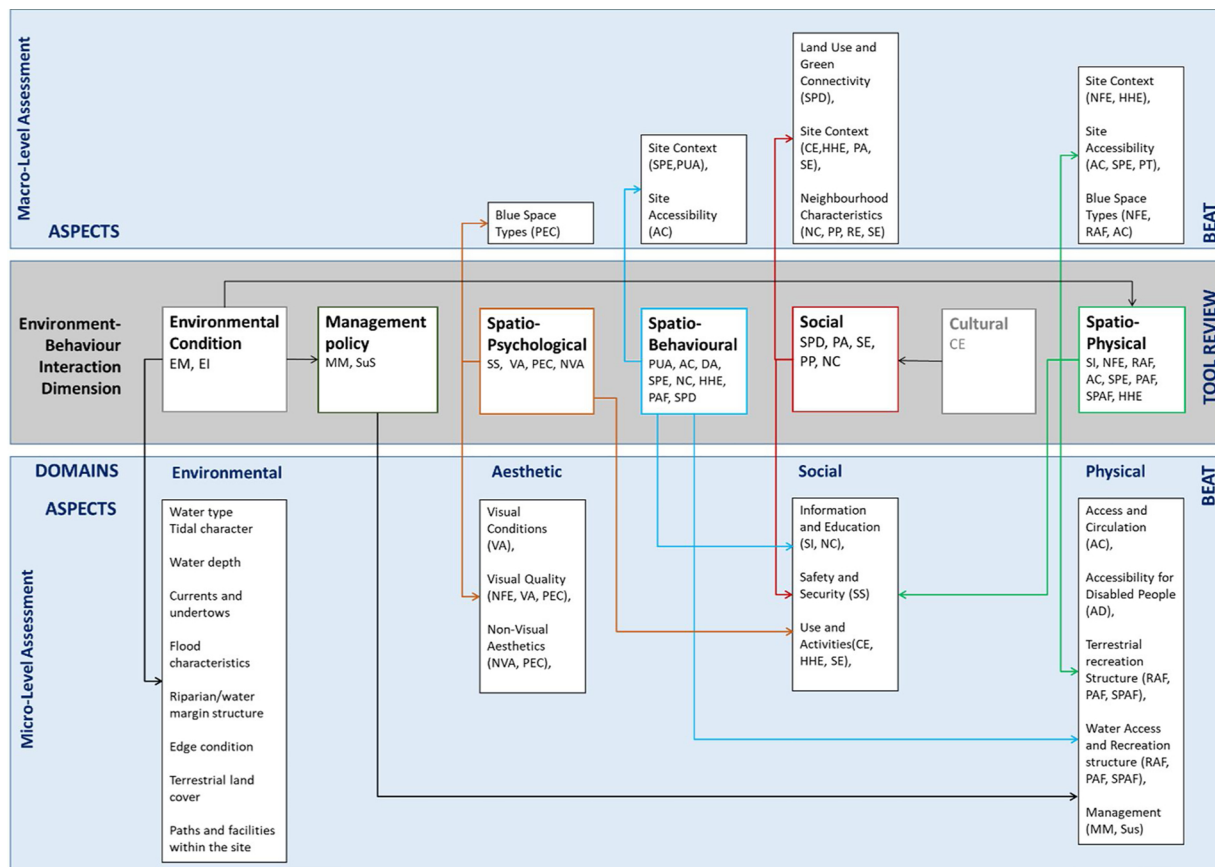 Macro-Level Assessment
ASPECTS
BEAT
Blue Space
Types (PEC)
Site Context
(SPE,PUA),
Site
Accessibility
(AC)
Land Use and
Green
Connectivity
(SPD),
Site Context
(CE,HHE, PA,
SE),
Neighbourhood
Characteristics
(NC, PP, RE, SE)
Site Context
(NFE, HHE),
Site
Accessibility
(AC, SPE, PT),
Blue Space
Types (NFE,
RAF, AC)
Environment-
Behaviour
Interaction
Dimension
TOOL REVIEW
Environmental
Condition
EM, EI
Management
policy
MM, SuS
Spatio-
Psychological
SS, VA, PEC, NVA
Spatio-
Behavioural
PUA, AC, DA,
SPE, NC, HHE,
PAF, SPD
Social
SPD, PA, SE,
PP, NC
Cultural
CE
Spatio-
Physical
SI, NFE, RAF,
AC, SPE, PAF,
SPAF, HHE
Micro-Level Assessment
DOMAINS
ASPECTS
BEAT
Environmental
Water type
Tidal character
Water depth
Currents and
undertows
Flood
characteristics
Riparian/water
margin structure
Edge condition
Terrestrial land
cover
Paths and facilities
within the site
Aesthetic
Visual
Conditions
(VA),
Visual Quality
(NFE, VA, PEC),
Non-Visual
Aesthetics
(NVA, PEC),
Social
Information
and Education
(SI, NC),
Safety and
Security (SS)
Use and
Activities(CE,
HHE, SE),
Physical
Access and
Circulation
(AC),
Accessibility for
Disabled People
(AD),
Terrestrial
recreation
Structure (RAF,
PAF, SPAF),
Water Access
and Recreation
structure (RAF,
PAF, SPAF),
Management
(MM, Sus)